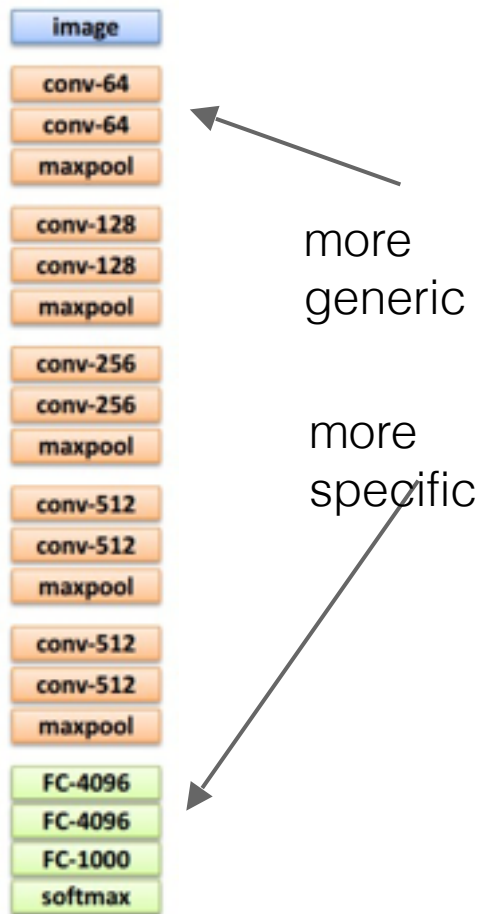 image
conv-64
conv-64
maxpool
conv-128
conv-128
maxpool
conv-256
conv-256
maxpool
conv-512
conv-512
maxpool
conv-512
conv-512
maxpool
FC-4096
FC-4096
FC-1000
softmax
more
generic
more
specific